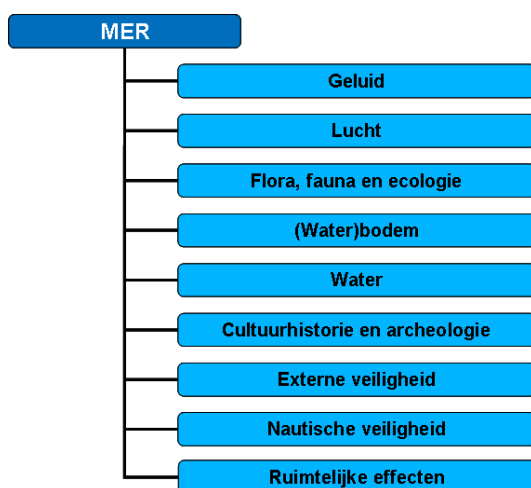 MER
Geluid
Lucht
Flora, fauna en ecologie
(Water)bodem
Water
Cultuurhistorie en archeologie
Externe veiligheid
Nautische veiligheid
Ruimtelijke effecten